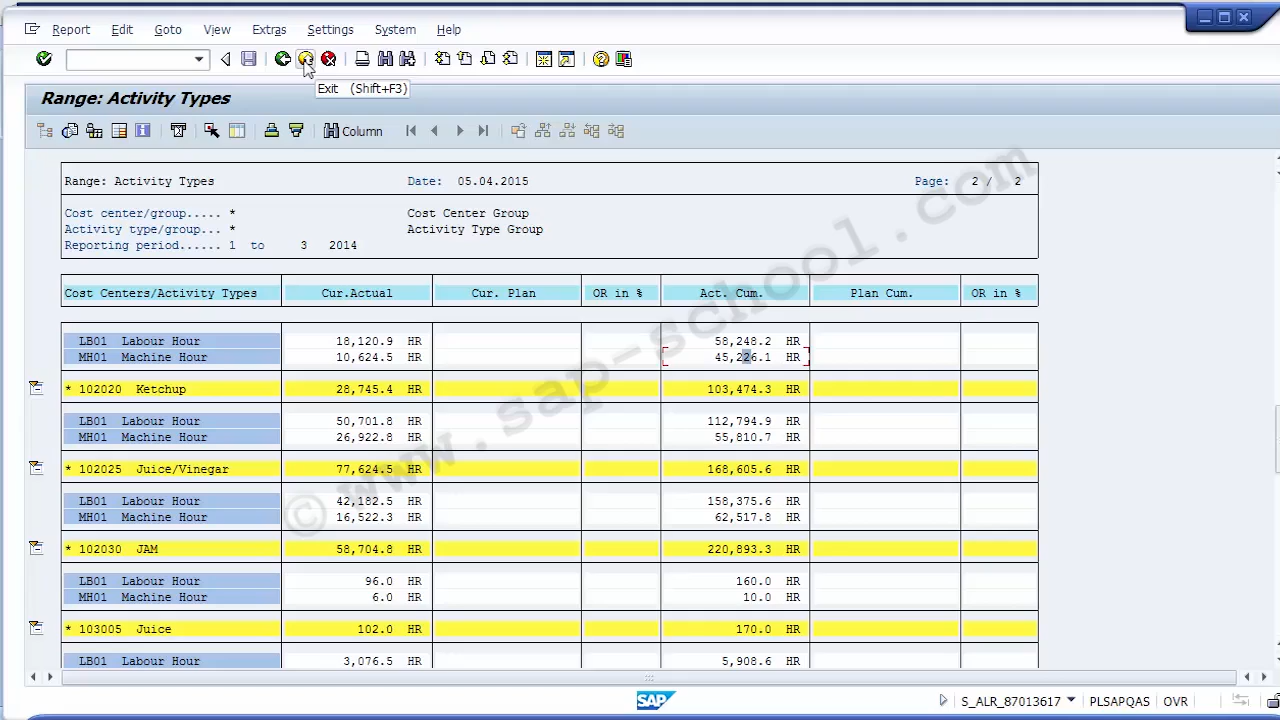 Report Edit Goto View Extras Settings System Help
Exit (Shift+F3)
Range: Activity Types
Column
Range: Activity Types Date: 05.04.2015 Page: 2 / 2
Cost center/group..... * Cost Center Group
Activity type/group... * Activity Type Group
Reporting period...... 1 to 3 2014
Cost Centers/Activity Types Cur.Actual Cur. Plan OR in % Act. Cum. Plan Cum. OR in %
LB01 Labour Hour 18,120.9 HR 58,248.2 HR
MH01 Machine Hour 10,624.5 HR 45,226.1 HR
* 102020 Ketchup 28,745.4 HR 103,474.3 HR
LB01 Labour Hour 50,701.8 HR 112,794.9 HR
MH01 Machine Hour 26,922.8 HR 55,810.7 HR
* 102025 Juice/Vinegar 77,624.5 HR 168,605.6 HR
LB01 Labour Hour 42,182.5 HR 158,375.6 HR
MH01 Machine Hour 16,522.3 HR 62,517.8 HR
* 102030 JAM 58,704.8 HR 220,893.3 HR
LB01 Labour Hour 96.0 HR 160.0 HR
MH01 Machine Hour 6.0 HR 10.0 HR
* 103005 Juice 102.0 HR 170.0 HR
LB01 Labour Hour 3,076.5 HR 5,908.6 HR
© www.sap-school.com
SAP S_ALR_87013617 PLSAPQAS OVR